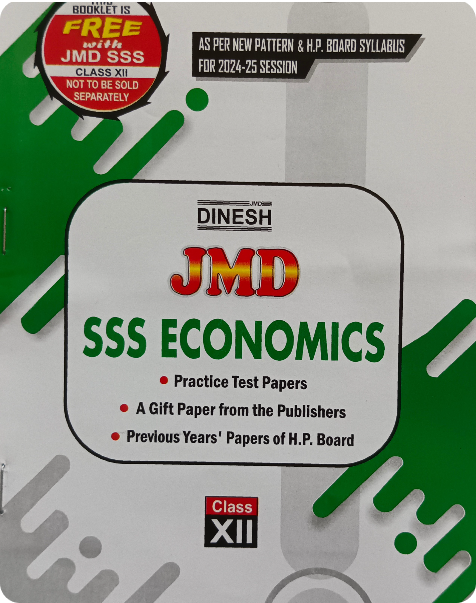 THIS
BOOKLET IS
FREE
with
JMD SSS
CLASS XII
NOT TO BE SOLD
SEPARATELY
AS PER NEW PATTERN & H.P. BOARD SYLLABUS
FOR 2024-25 SESSION
JMD
DINESH
JMD
SSS ECONOMICS
• Practice Test Papers
• A Gift Paper from the Publishers
• Previous Years' Papers of H.P. Board
Class
XII